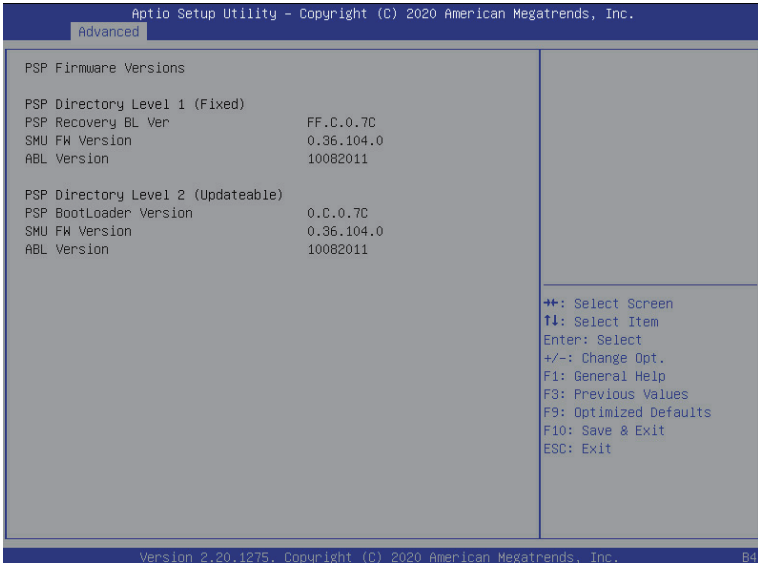 Aptio Setup Utility – Copyright (C) 2020 American Megatrends, Inc.
Advanced
PSP Firmware Versions
PSP Directory Level 1 (Fixed)
PSP Recovery BL Ver FF.C.0.7C
SMU FW Version 0.36.104.0
ABL Version 10082011
PSP Directory Level 2 (Updateable)
PSP BootLoader Version 0.C.0.7C
SMU FW Version 0.36.104.0
ABL Version 10082011
→←: Select Screen
↑↓: Select Item
Enter: Select
+/-: Change Opt.
F1: General Help
F3: Previous Values
F9: Optimized Defaults
F10: Save & Exit
ESC: Exit
Version 2.20.1275. Copyright (C) 2020 American Megatrends, Inc.
B4